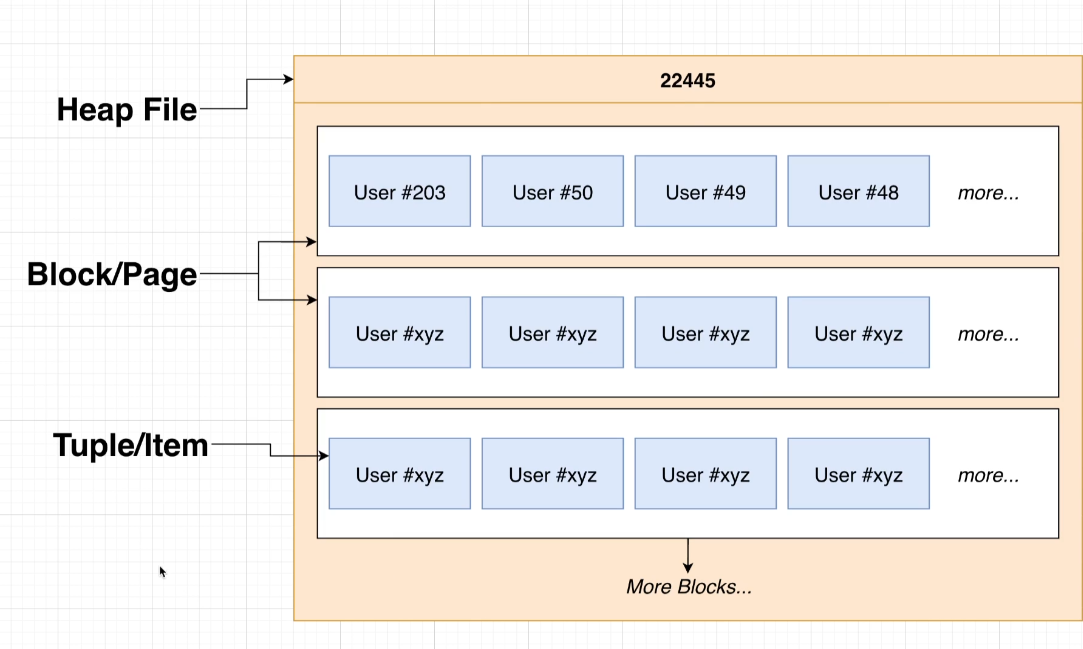 22445
Heap File
User #203 User #50 User #49 User #48 more...
Block/Page
User #xyz User #xyz User #xyz User #xyz more...
Tuple/Item
User #xyz User #xyz User #xyz User #xyz more...
More Blocks...